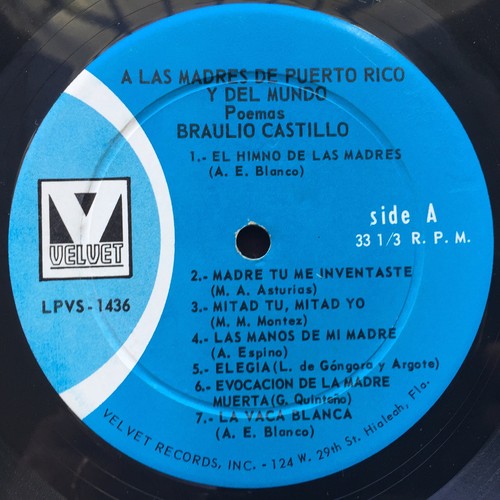 A LAS MADRES DE PUERTO RICO
Y DEL MUNDO
Poemas
BRAULIO CASTILLO
1.- EL HIMNO DE LAS MADRES
(A. E. Blanco)
V
VELVET
side A
33 1/3 R. P. M.
LPVS - 1436
2.- MADRE TU ME INVENTASTE
(M. A. Asturias)
3.- MITAD TU, MITAD YO
(M. M. Montez)
4.- LAS MANOS DE MI MADRE
(A. Espino)
5.- ELEGIA (L. de Góngora y Argote)
6.- EVOCACION DE LA MADRE
MUERTA (G. Quinteño)
7.- LA VACA BLANCA
(A. E. Blanco)
VELVET RECORDS, INC. - 124 W. 29th St. Hialeah, Fla.